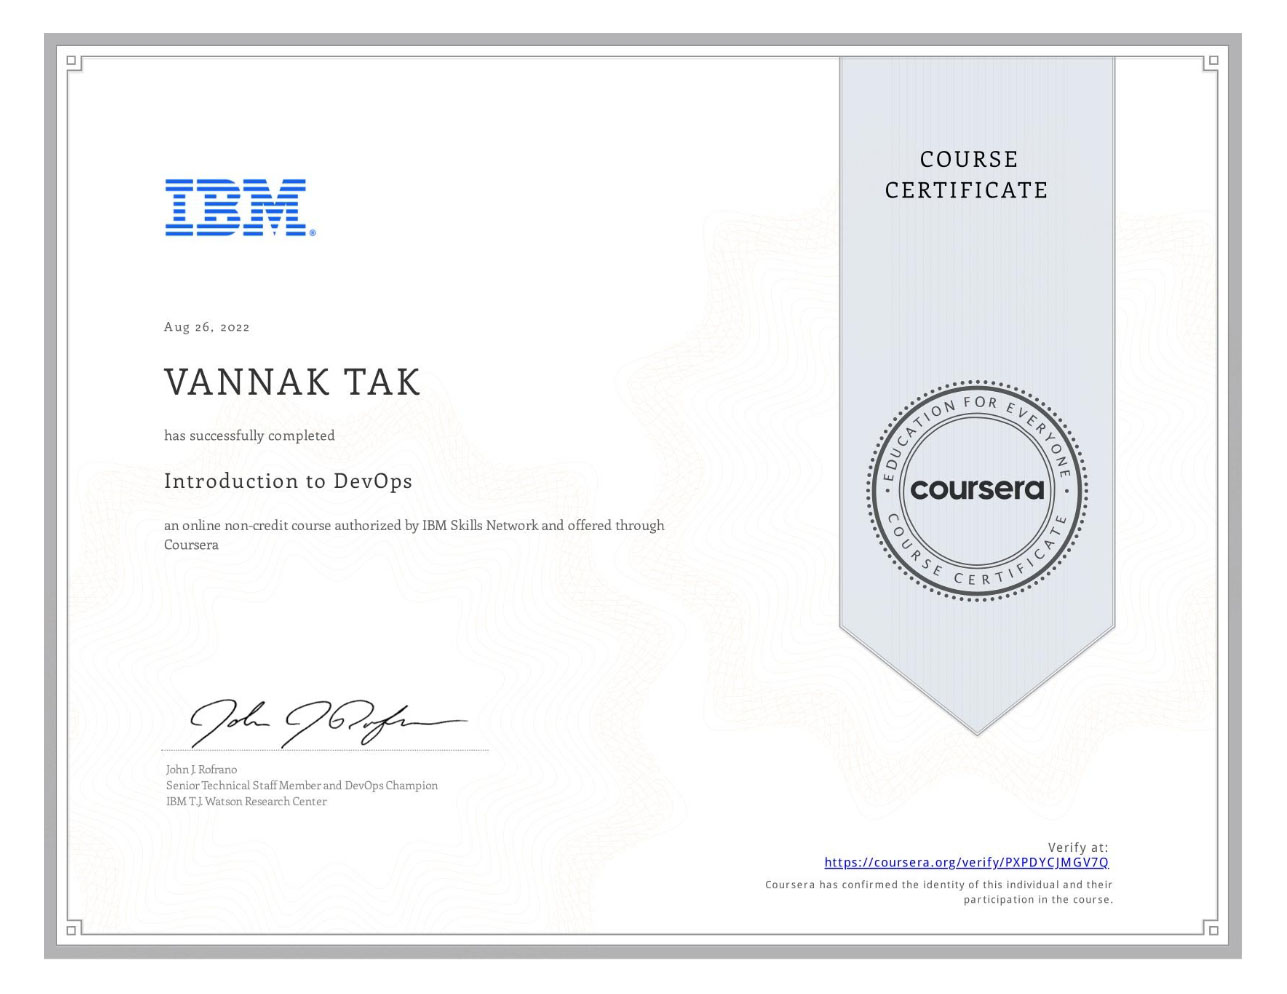 IBM®
COURSE
CERTIFICATE
Aug 26, 2022
VANNAK TAK
has successfully completed
Introduction to DevOps
an online non-credit course authorized by IBM Skills Network and offered through
Coursera
EDUCATION FOR EVERYONE
coursera
COURSE CERTIFICATE
John J Rofrano
John J. Rofrano
Senior Technical Staff Member and DevOps Champion
IBM T.J. Watson Research Center
Verify at:
https://coursera.org/verify/PXPDYCJMGV7Q
Coursera has confirmed the identity of this individual and their
participation in the course.